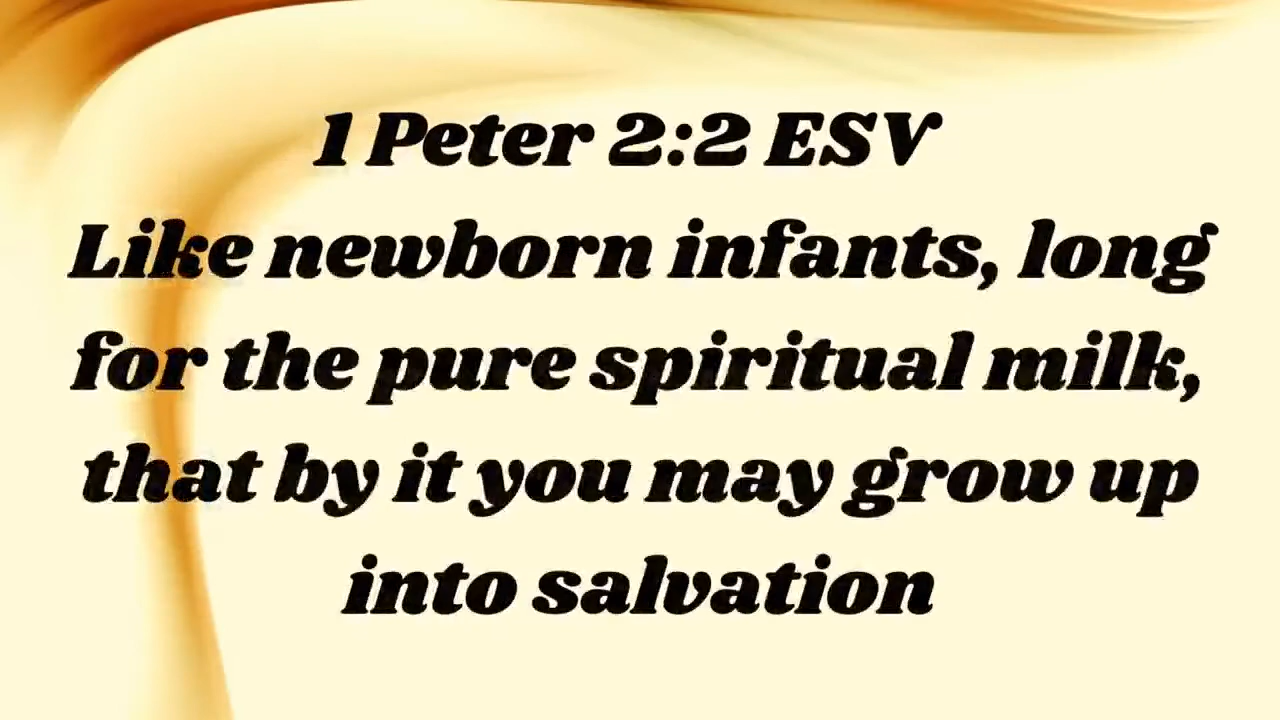 1 Peter 2:2 ESV
Like newborn infants, long
for the pure spiritual milk,
that by it you may grow up
into salvation